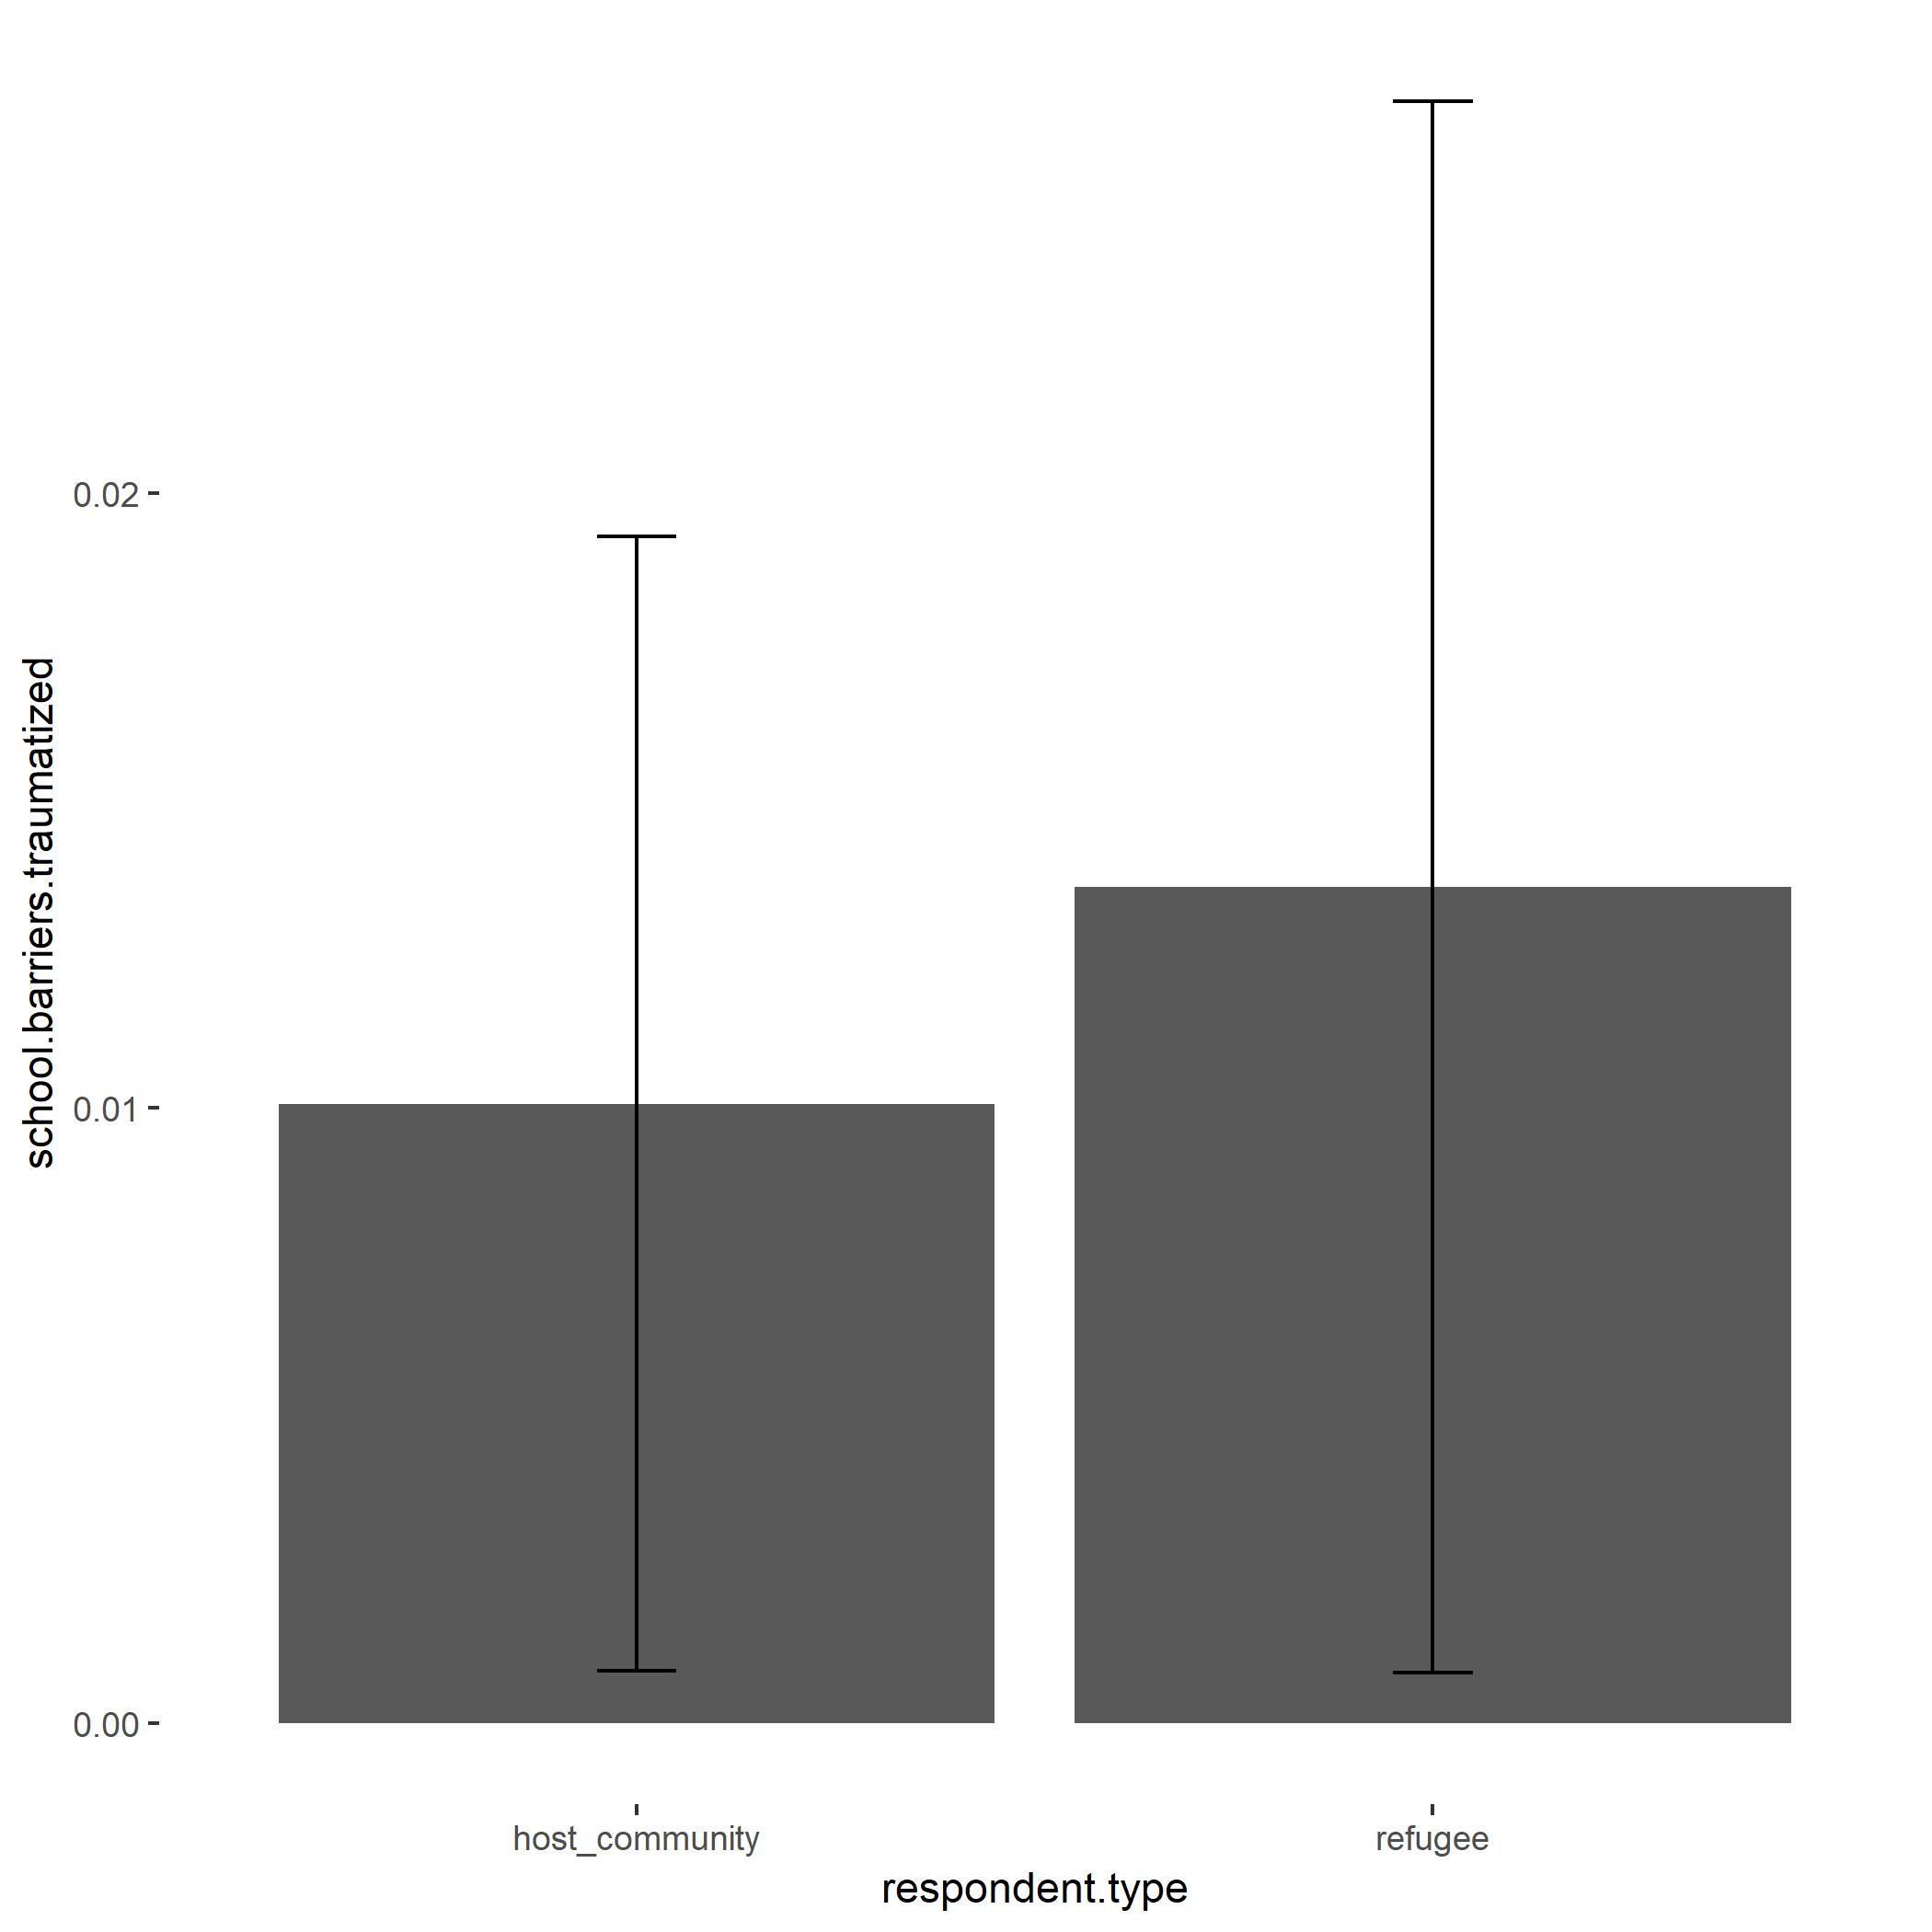 school.barriers.traumatized
0.02
0.01
0.00
host_community
refugee
respondent.type